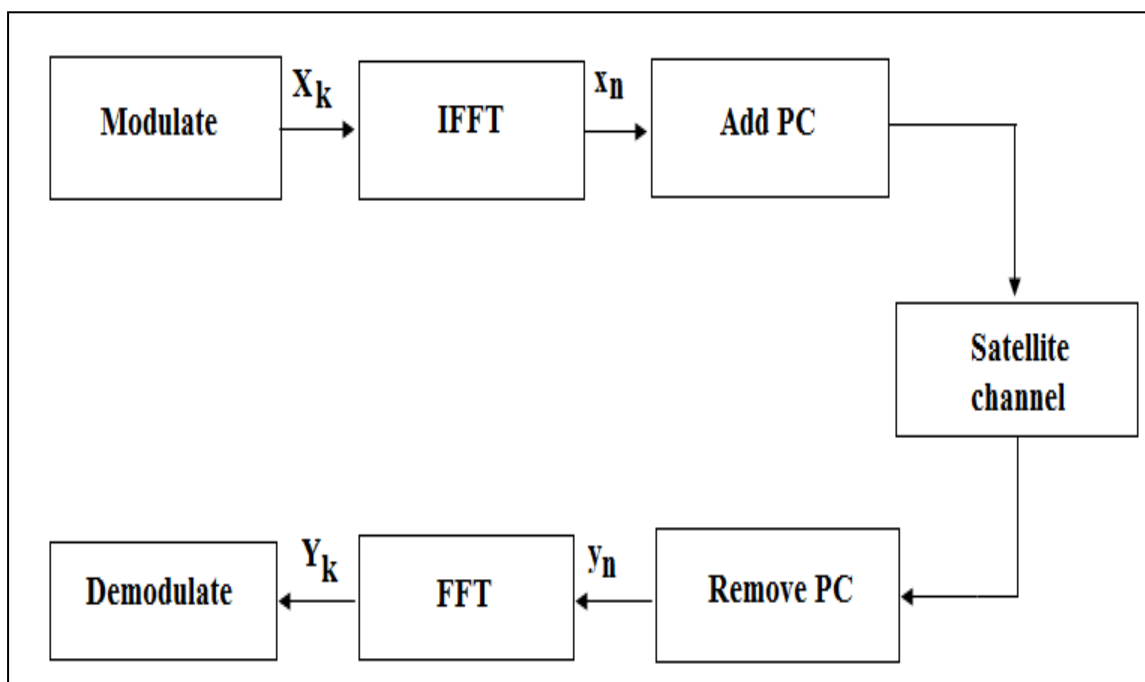 Modulate
Xk
IFFT
xn
Add PC
Satellite
channel
Demodulate
Yk
FFT
yn
Remove PC